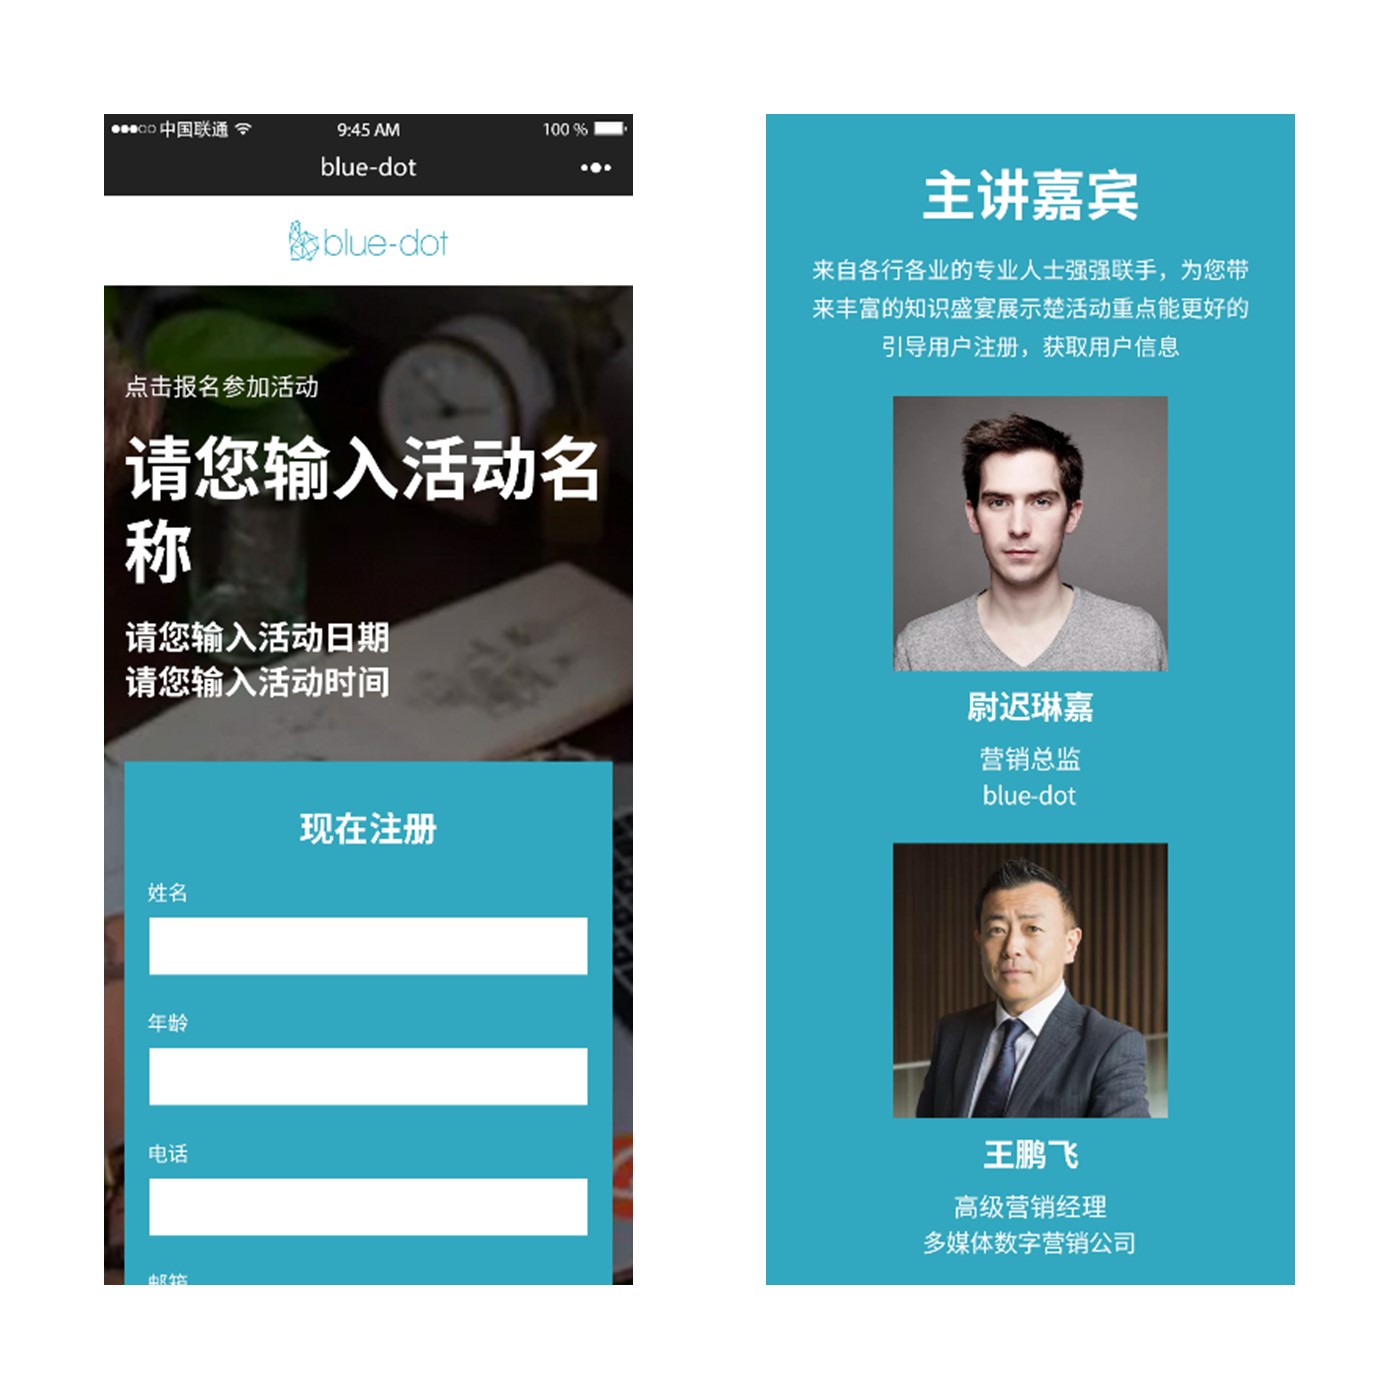 中国联通
9:45 AM
100 %
blue-dot
blue-dot
点击报名参加活动
请您输入活动名
称
请您输入活动日期
请您输入活动时间
现在注册
姓名
年龄
电话
邮箱
主讲嘉宾
来自各行各业的专业人士强强联手，为您带
来丰富的知识盛宴展示楚活动重点能更好的
引导用户注册，获取用户信息
尉迟琳嘉
营销总监
blue-dot
王鹏飞
高级营销经理
多媒体数字营销公司